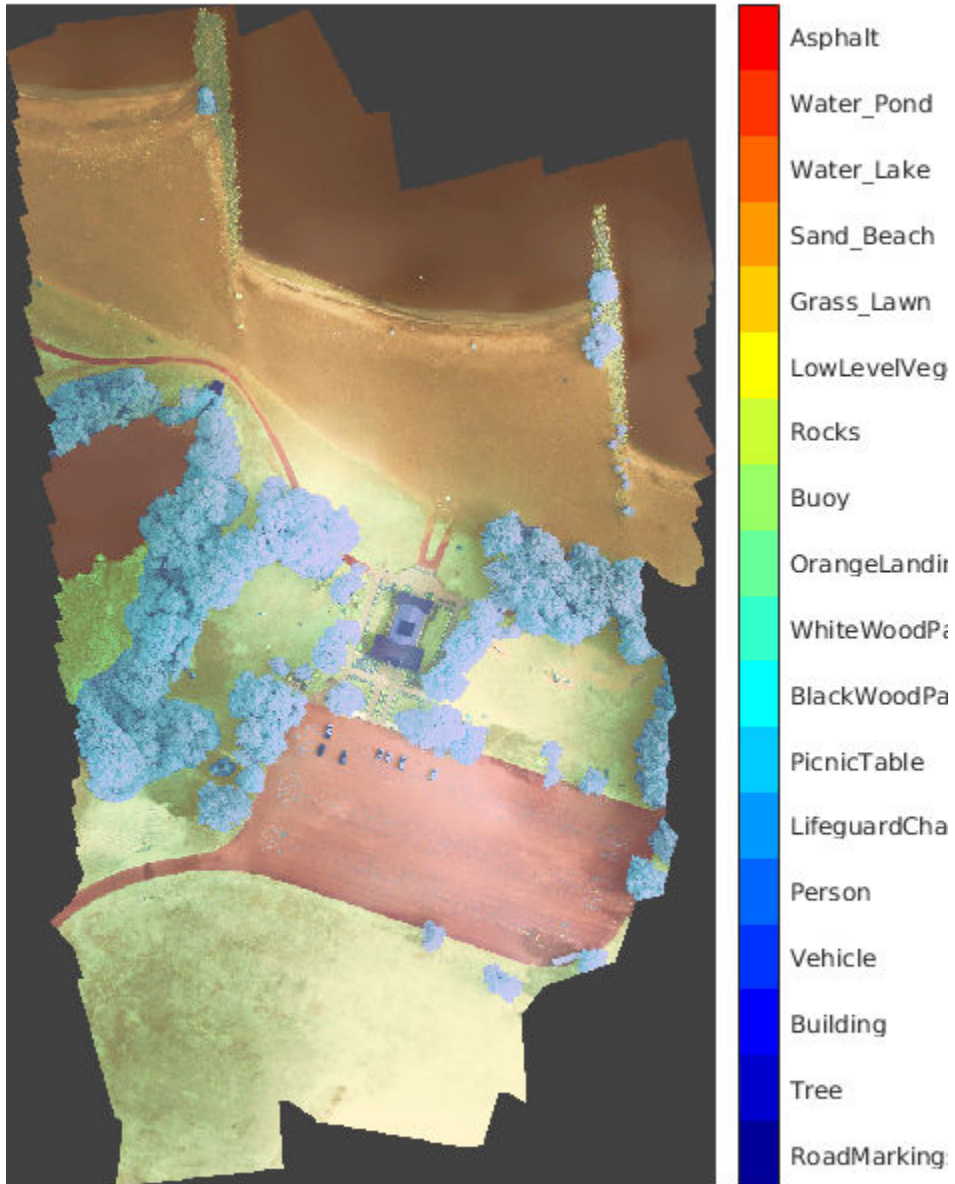 Asphalt
Water_Pond
Water_Lake
Sand_Beach
Grass_Lawn
LowLevelVeg
Rocks
Buoy
OrangeLandin
WhiteWoodPa
BlackWoodPa
PicnicTable
LifeguardCha
Person
Vehicle
Building
Tree
RoadMarking